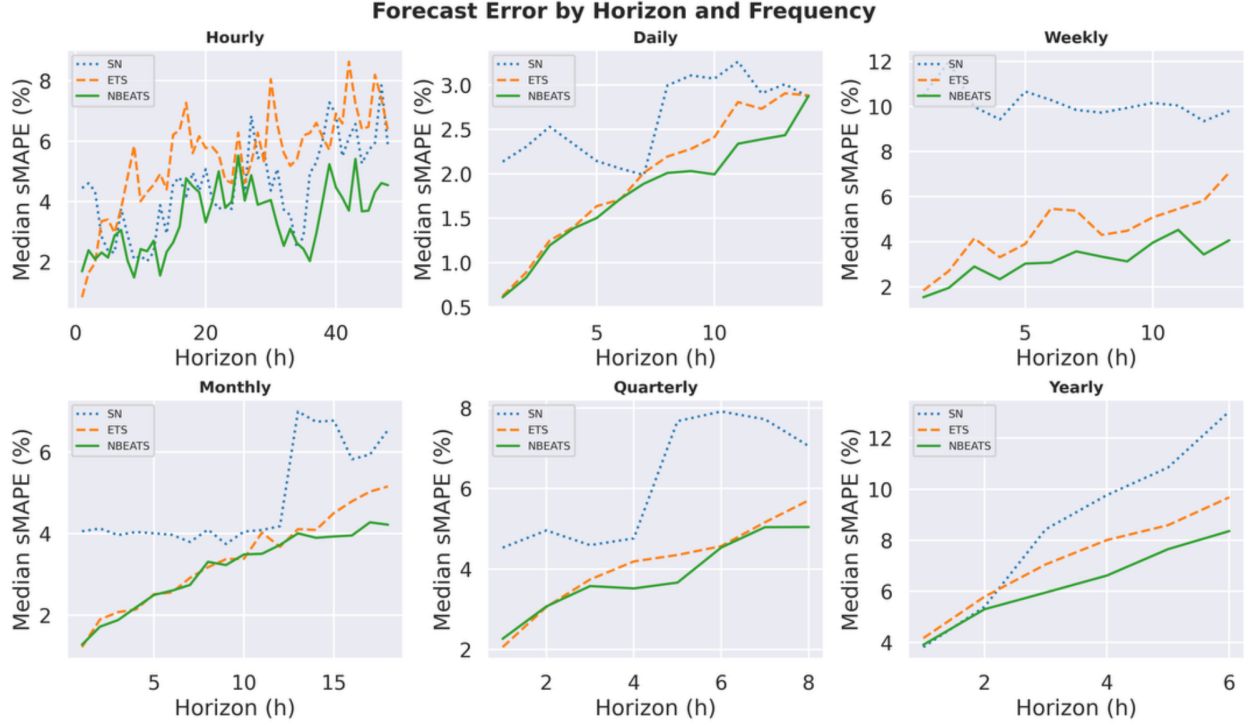 Forecast Error by Horizon and Frequency
Hourly
Median sMAPE (%)
8
6
4
2
SN
ETS
NBEATS
0
20
40
Horizon (h)
Daily
Median sMAPE (%)
3.0
2.5
2.0
1.5
1.0
0.5
SN
ETS
NBEATS
5
10
Horizon (h)
Weekly
Median sMAPE (%)
12
10
8
6
4
2
SN
ETS
NBEATS
5
10
Horizon (h)
Monthly
Median sMAPE (%)
6
4
2
SN
ETS
NBEATS
5
10
15
Horizon (h)
Quarterly
Median sMAPE (%)
8
6
4
2
SN
ETS
NBEATS
2
4
6
8
Horizon (h)
Yearly
Median sMAPE (%)
12
10
8
6
4
SN
ETS
NBEATS
2
4
6
Horizon (h)